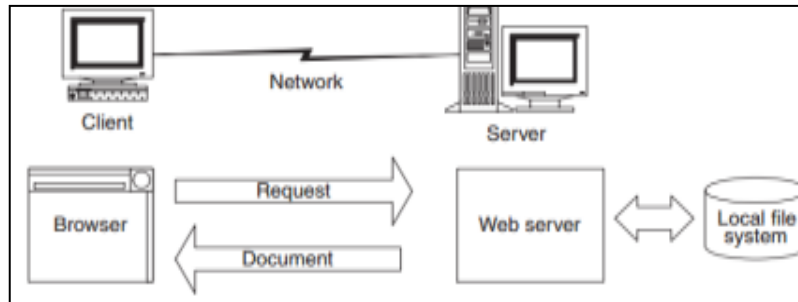 Network
Client
Server
Request
Browser
Web server
Local file
system
Document